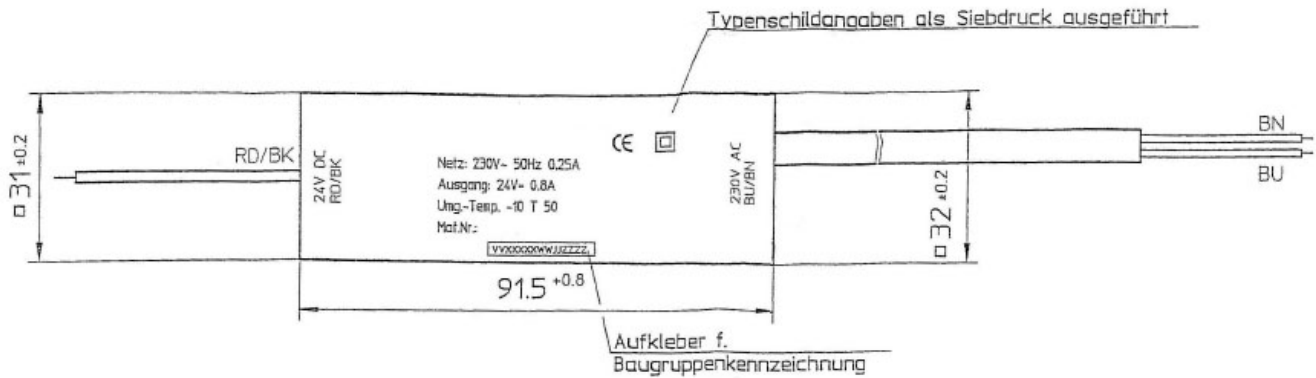 Typenschildangaben als Siebdruck ausgeführt
□ 31 ±0.2
RD/BK
24V DC
RD/BK
CE
Netz: 230V~ 50Hz 0.25A
Ausgang: 24V= 0.8A
Umg.-Temp. -10 T 50
Mat.Nr.:
VVXXXXXWWJJZZZZ
230V AC
BU/BN
BN
BU
□ 32 ±0.2
91.5 +0.8
Aufkleber f.
Baugruppenkennzeichnung